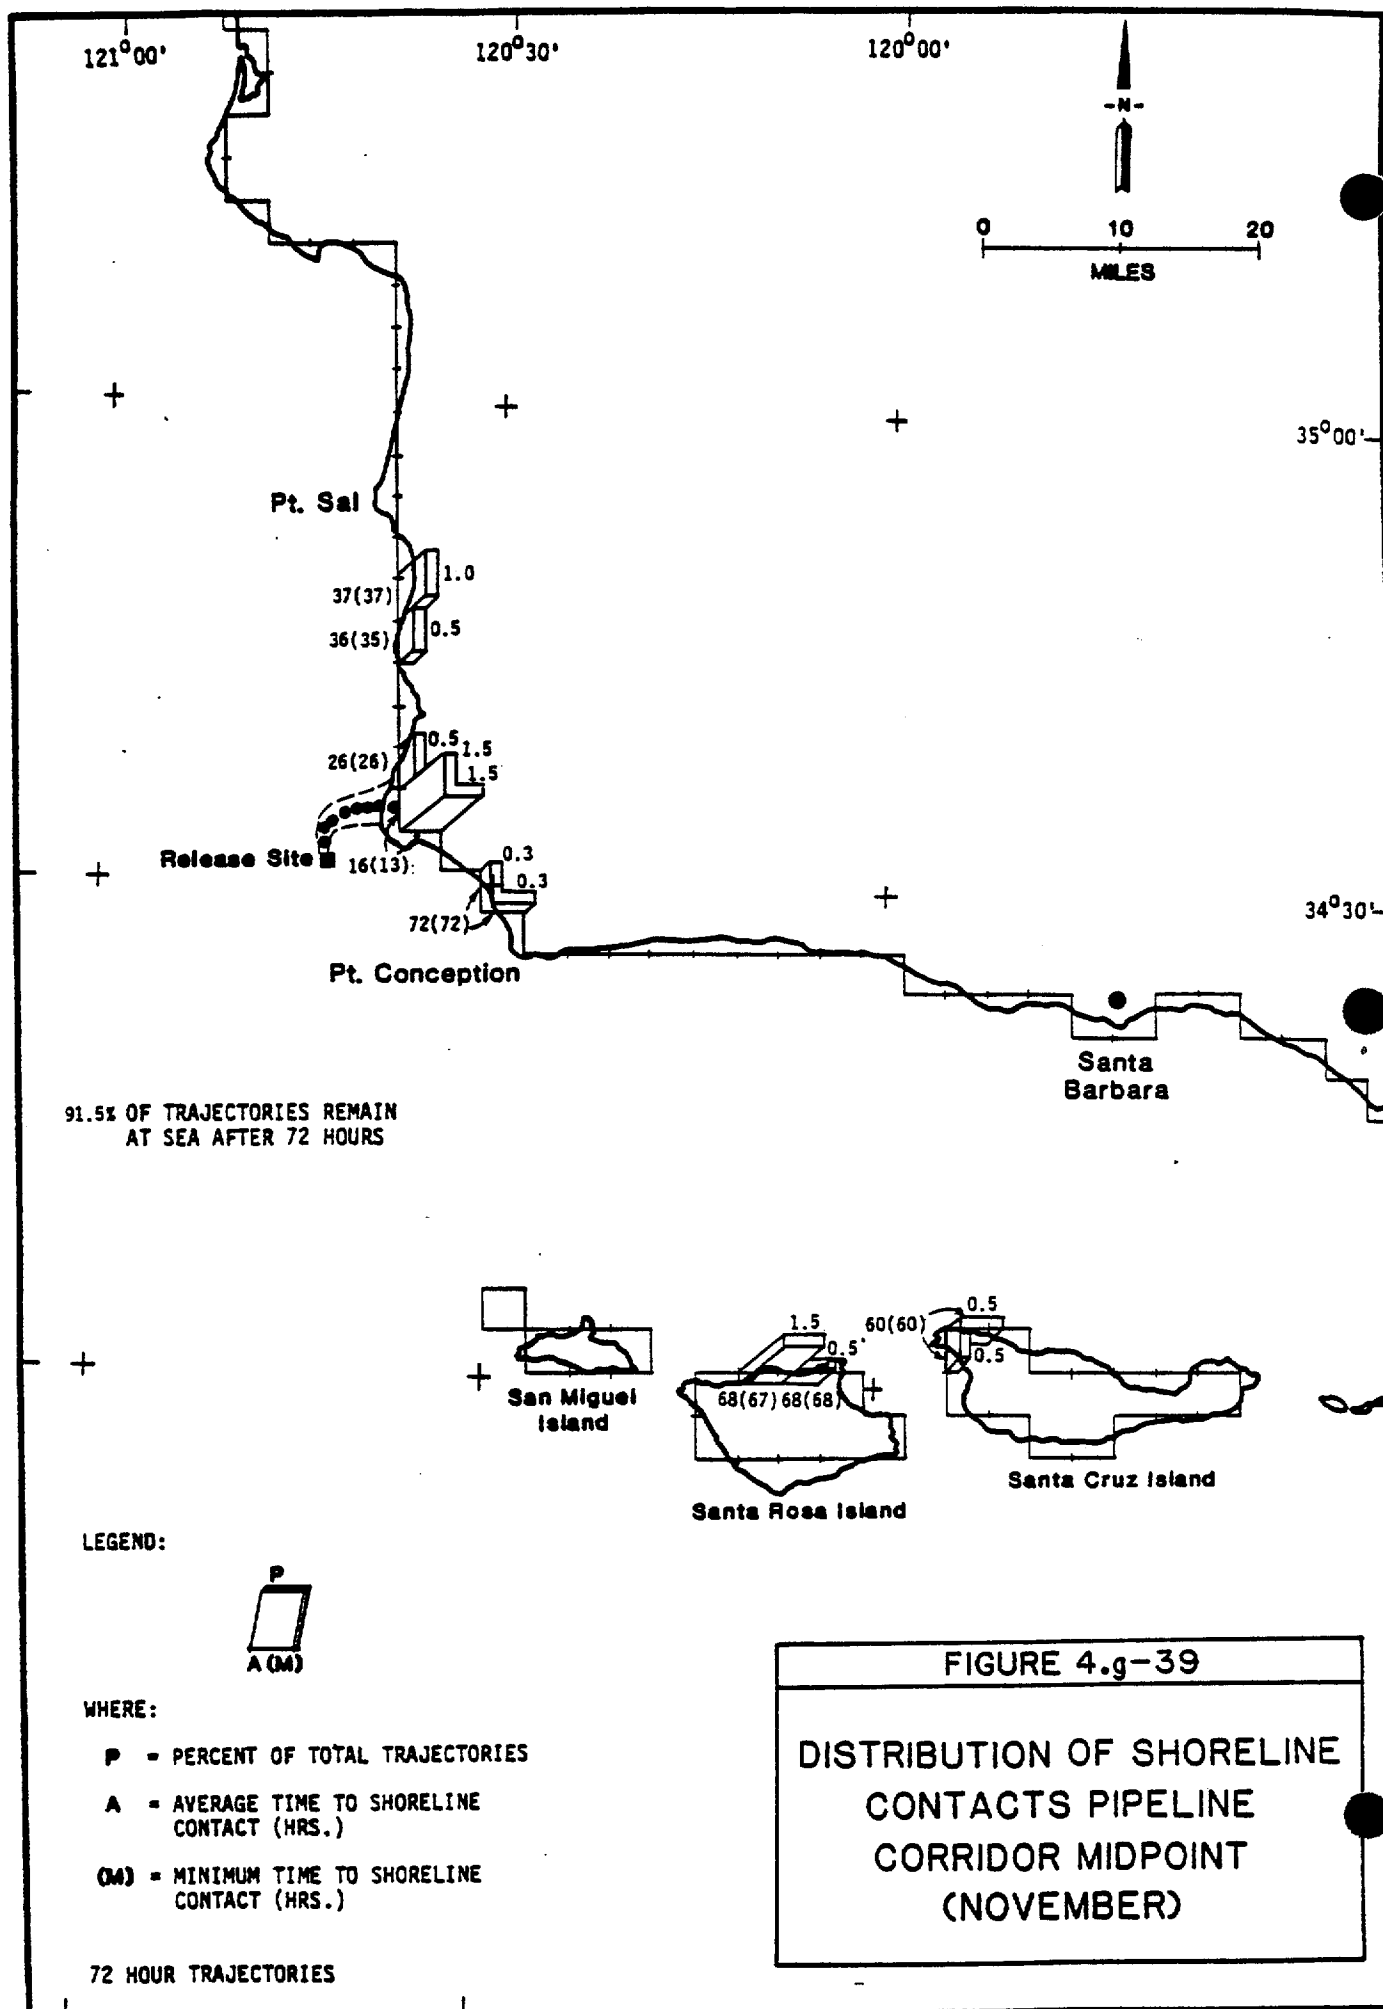 121°00'
120°30'
120°00'
-N-
0 10 20
MILES
35°00'
Pt. Sal
1.0
37(37)
0.5
36(35)
0.5
1.5
26(26)
1.5
Release Site
16(13)
0.3
0.3
72(72)
34°30'
Pt. Conception
Santa
Barbara
91.5% OF TRAJECTORIES REMAIN
AT SEA AFTER 72 HOURS
0.5
1.5
60(60)
0.5
0.5
68(67) 68(68)
San Miguel
Island
Santa Cruz Island
Santa Rosa Island
LEGEND:
P
A (M)
WHERE:
P = PERCENT OF TOTAL TRAJECTORIES
A = AVERAGE TIME TO SHORELINE
CONTACT (HRS.)
(M) = MINIMUM TIME TO SHORELINE
CONTACT (HRS.)
72 HOUR TRAJECTORIES
FIGURE 4.g-39
DISTRIBUTION OF SHORELINE
CONTACTS PIPELINE
CORRIDOR MIDPOINT
(NOVEMBER)